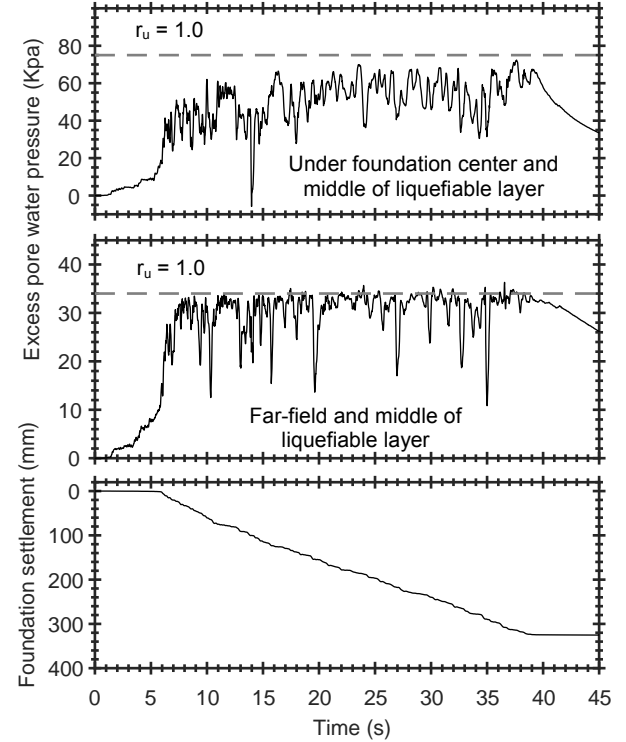 Excess pore water pressure (Kpa)
80
60
40
20
0
r_u = 1.0
Under foundation center and
middle of liquefiable layer
40
30
20
10
0
r_u = 1.0
Far-field and middle of
liquefiable layer
Foundation settlement (mm)
0
100
200
300
400
0 5 10 15 20 25 30 35 40 45
Time (s)